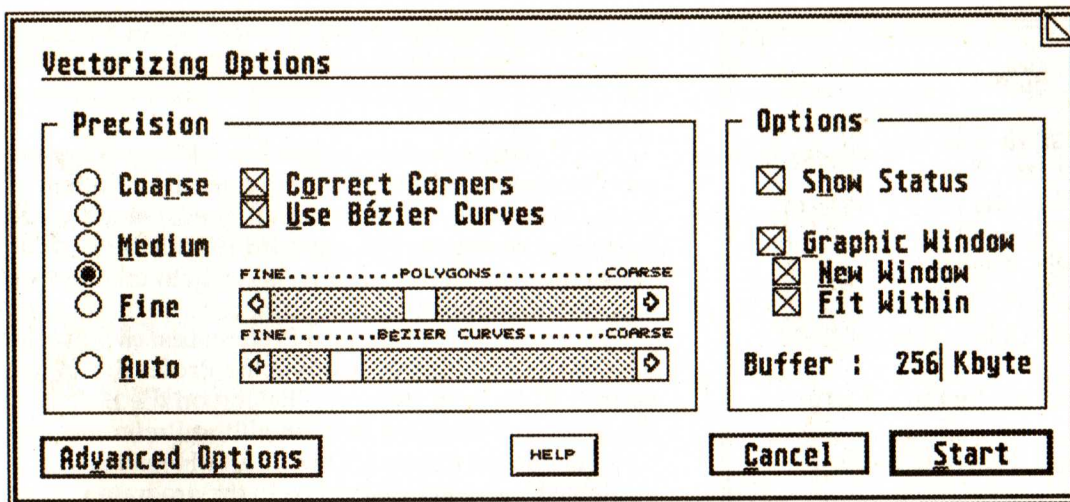 Vectorizing Options
Precision
Coarse
Medium
Fine
Auto
Correct Corners
Use Bézier Curves
FINE..........POLYGONS..........COARSE
FINE........BÉZIER CURVES.......COARSE
Options
Show Status
Graphic Window
New Window
Fit Within
Buffer : 256 Kbyte
Advanced Options
HELP
Cancel
Start